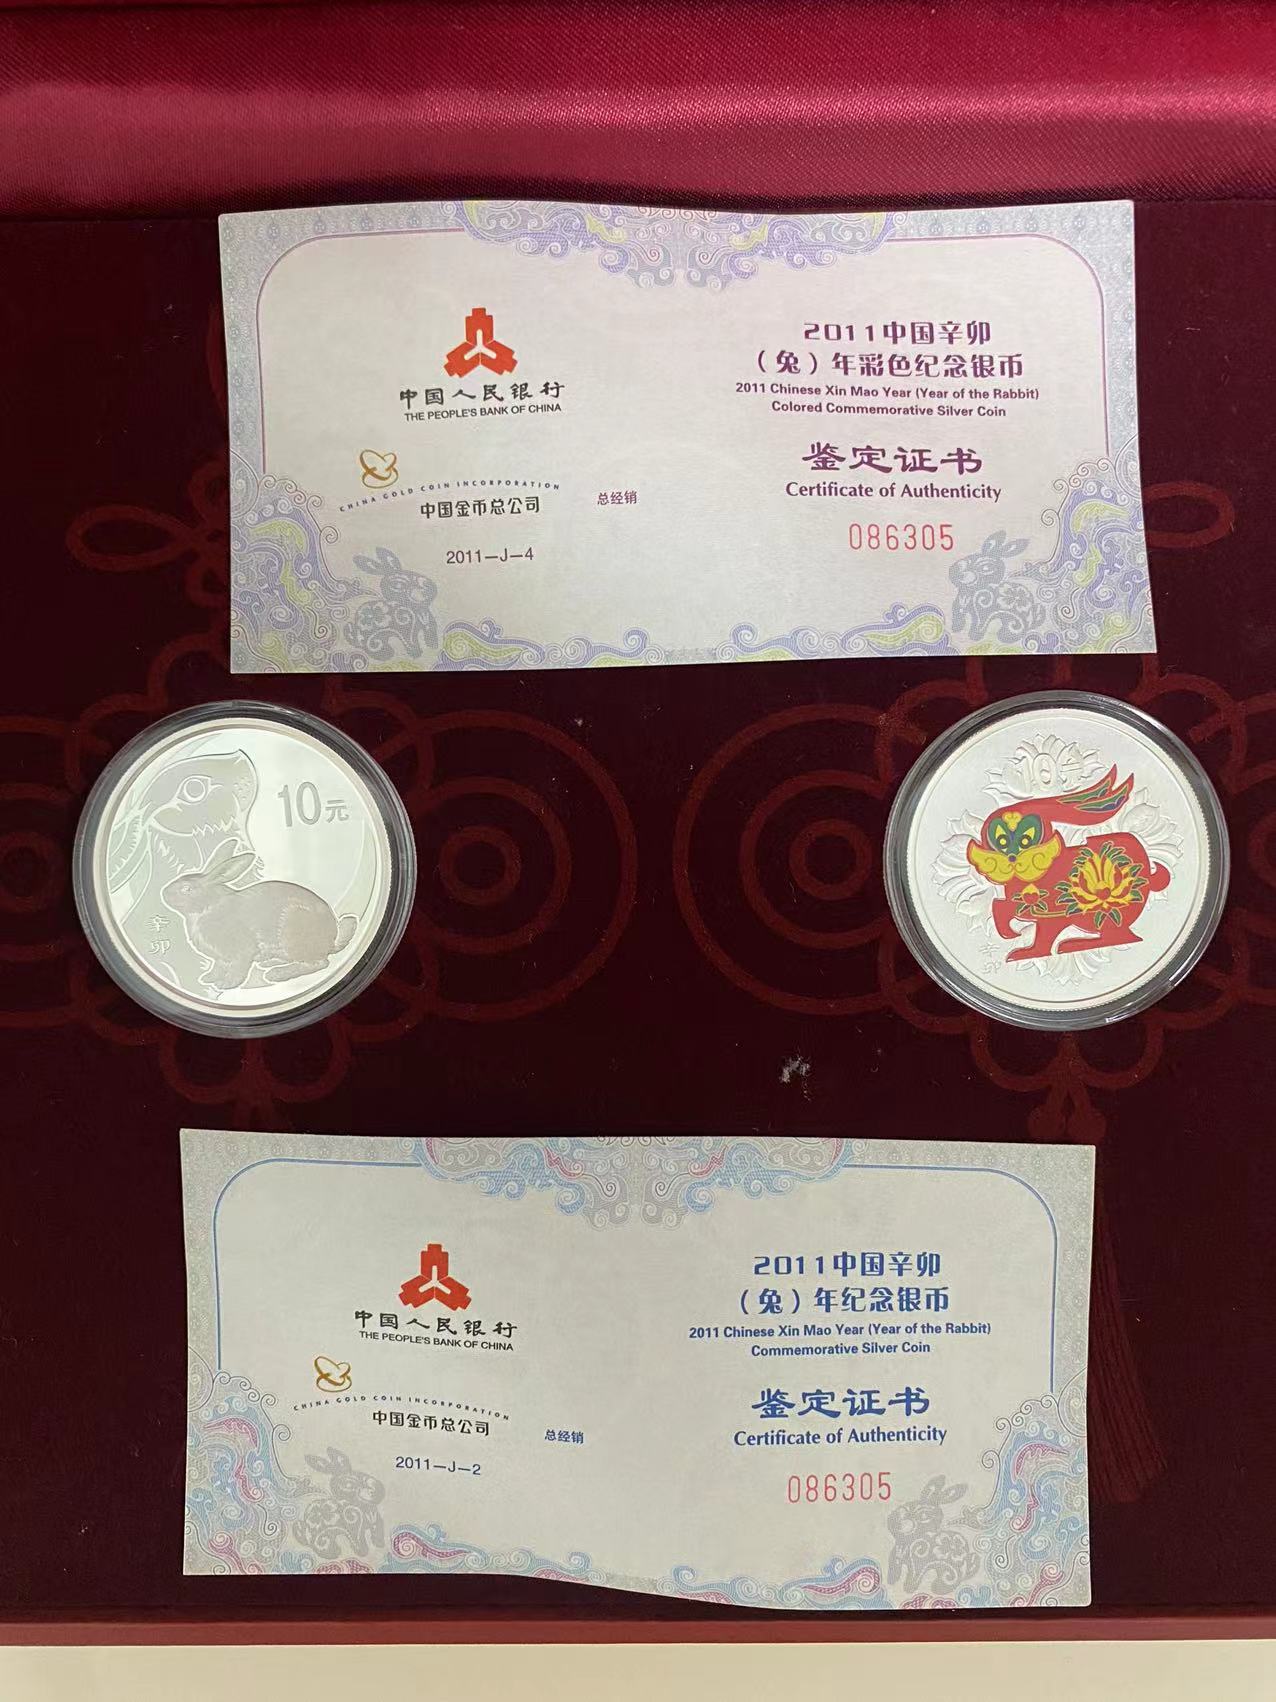 中国人民银行
THE PEOPLE'S BANK OF CHINA
CHINA GOLD COIN INCORPORATION
中国金币总公司 总经销
2011—J—4
2011中国辛卯
（兔）年彩色纪念银币
2011 Chinese Xin Mao Year (Year of the Rabbit)
Colored Commemorative Silver Coin
鉴定证书
Certificate of Authenticity
086305
10元
辛
卯
10元
辛
卯
中国人民银行
THE PEOPLE'S BANK OF CHINA
CHINA GOLD COIN INCORPORATION
中国金币总公司 总经销
2011—J—2
2011中国辛卯
（兔）年纪念银币
2011 Chinese Xin Mao Year (Year of the Rabbit)
Commemorative Silver Coin
鉴定证书
Certificate of Authenticity
086305